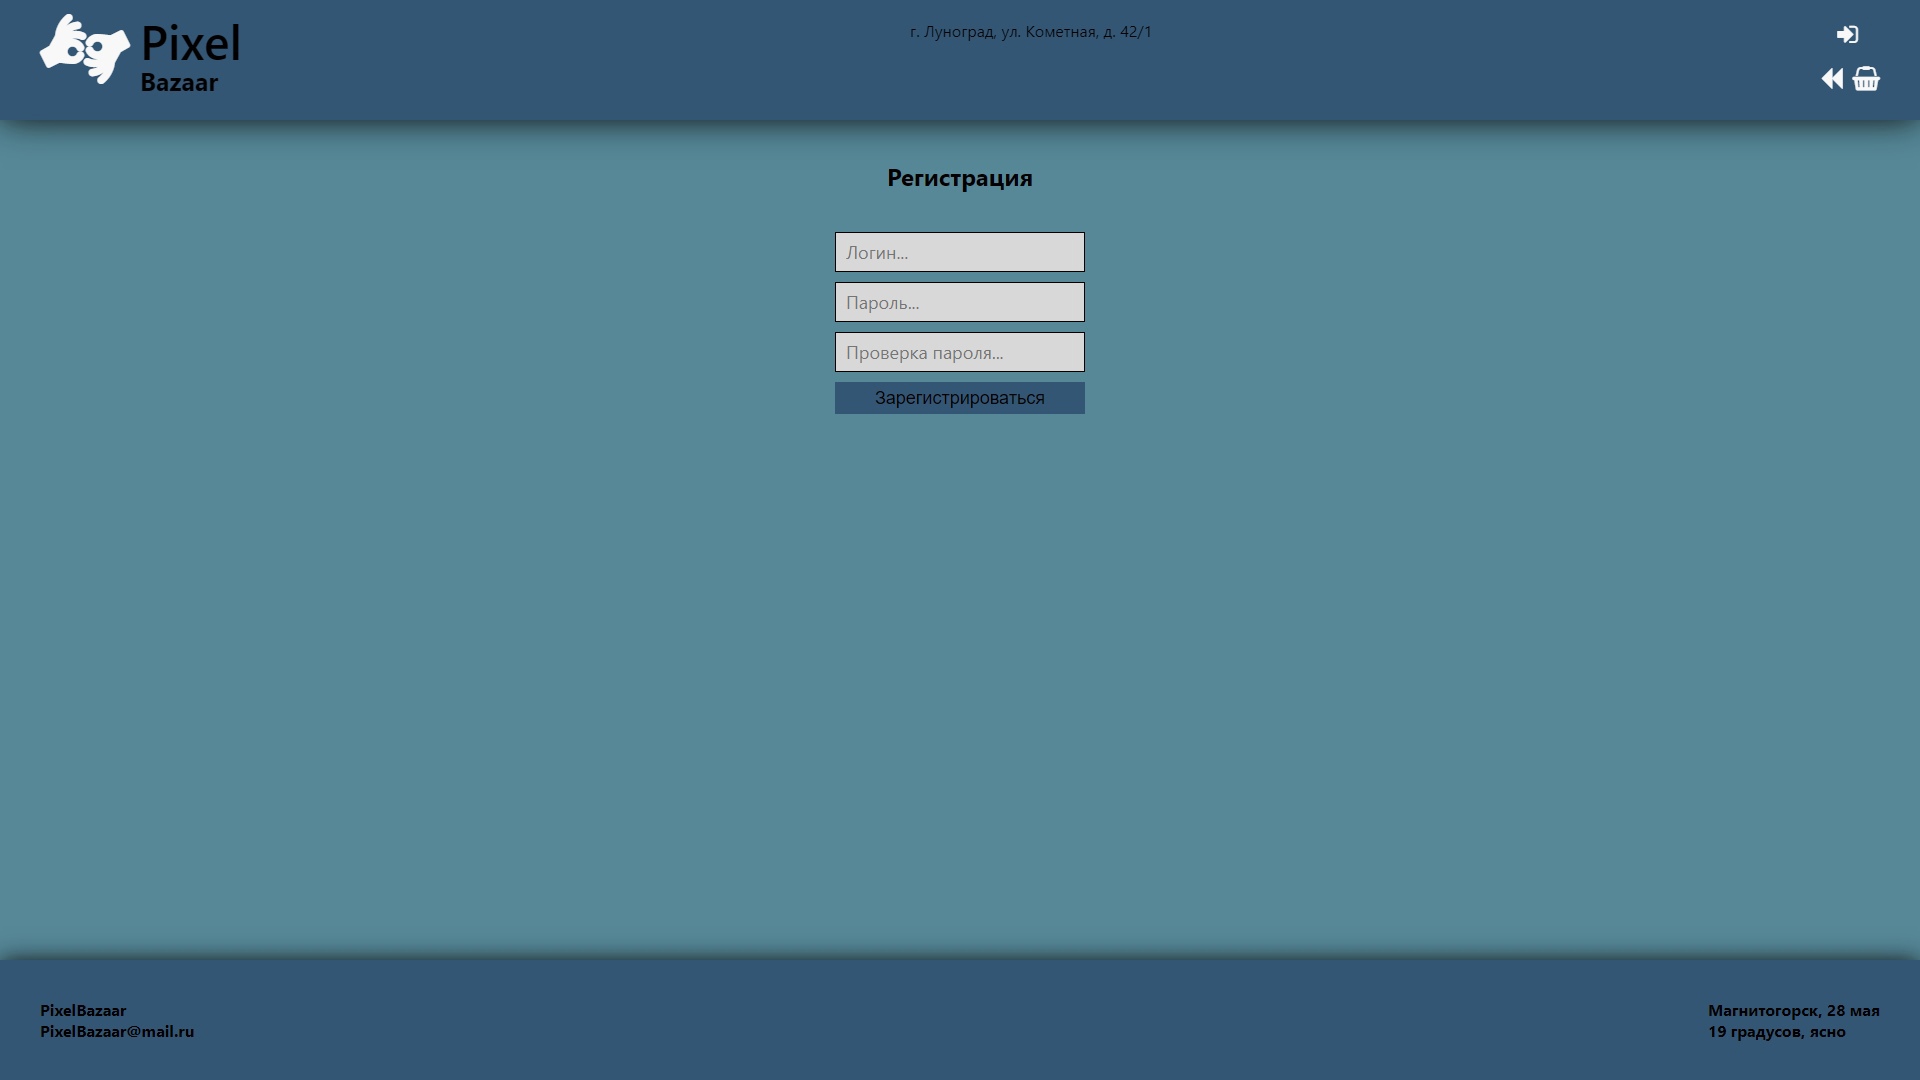 Pixel
Bazaar
г. Луноград, ул. Кометная, д. 42/1
Регистрация
Логин...
Пароль...
Проверка пароля...
Зарегистрироваться
PixelBazaar
PixelBazaar@mail.ru
Магнитогорск, 28 мая
19 градусов, ясно